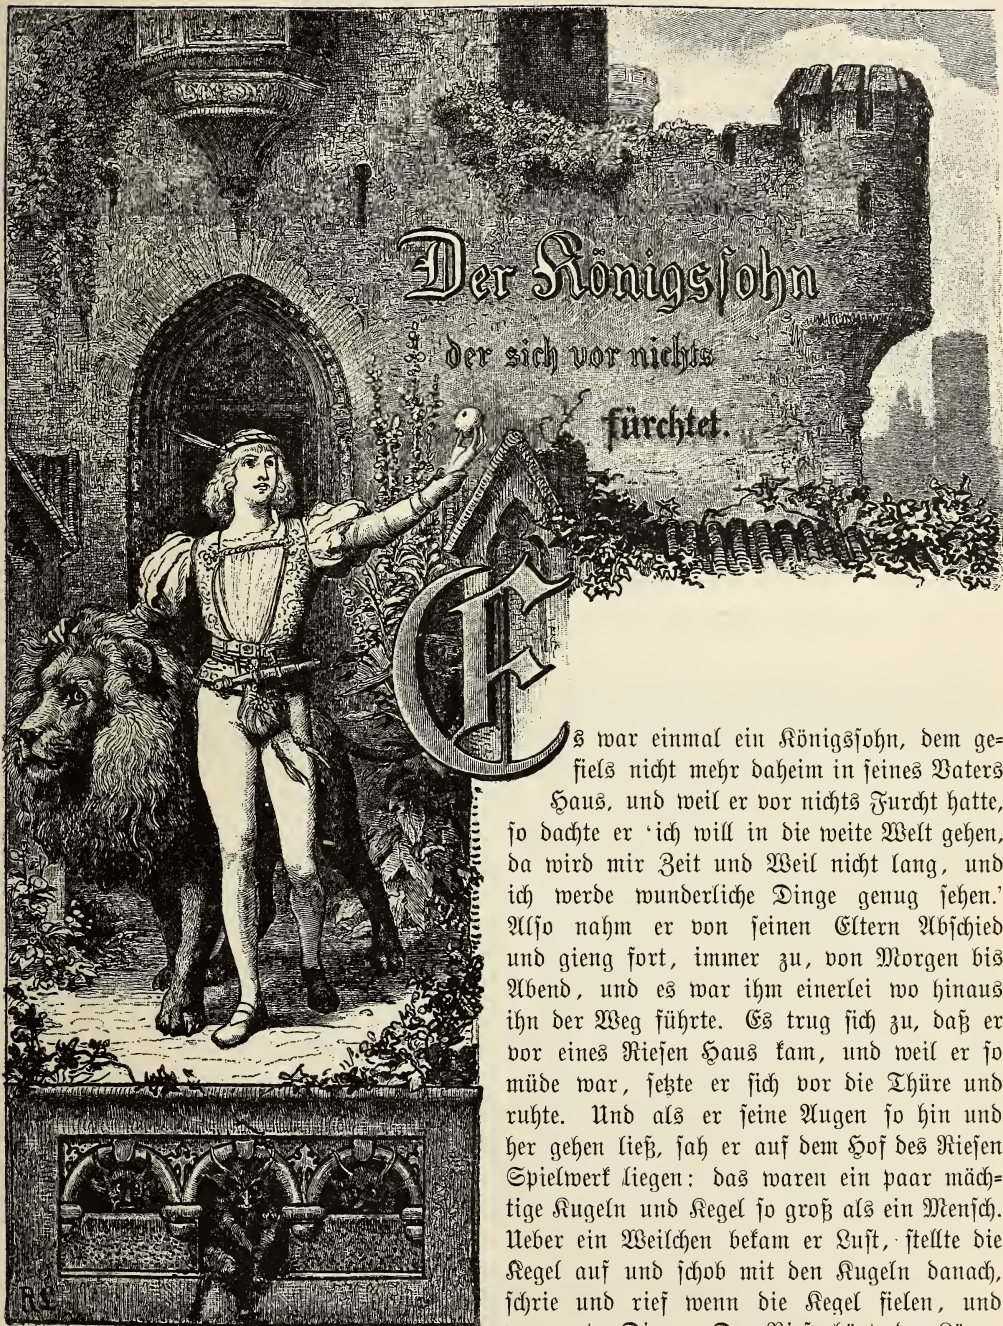 Der Königssohn
der sich vor nichts
fürchtet.
Es war einmal ein Königssohn, dem ge=
fiels nicht mehr daheim in seines Vaters
Haus, und weil er vor nichts Furcht hatte,
so dachte er ‘ich will in die weite Welt gehen,
da wird mir Zeit und Weil nicht lang, und
ich werde wunderliche Dinge genug sehen.’
Also nahm er von seinen Eltern Abschied
und gieng fort, immer zu, von Morgen bis
Abend, und es war ihm einerlei wo hinaus
ihn der Weg führte. Es trug sich zu, daß er
vor eines Riesen Haus kam, und weil er so
müde war, setzte er sich vor die Thüre und
ruhte. Und als er seine Augen so hin und
her gehen ließ, sah er auf dem Hof des Riesen
Spielwerk liegen: das waren ein paar mäch=
tige Kugeln und Kegel so groß als ein Mensch.
Ueber ein Weilchen bekam er Lust, stellte die
Kegel auf und schob mit den Kugeln danach,
schrie und rief wenn die Kegel fielen, und